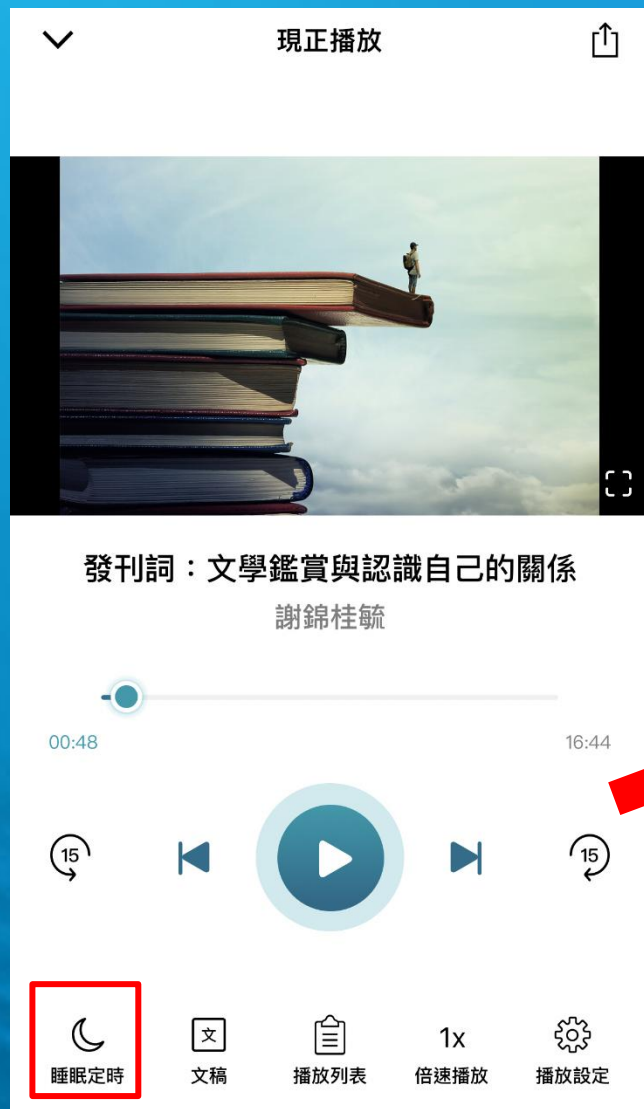 現正播放
發刊詞：文學鑑賞與認識自己的關係
謝錦桂毓
00:48 16:44
15 15
文 1x
睡眠定時 文稿 播放列表 倍速播放 播放設定